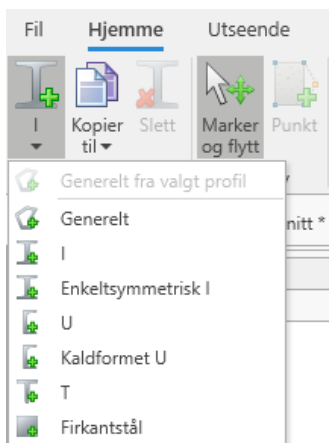 Fil Hjemme Utseende
I Kopier til Slett Marker og flytt Punkt
Generelt fra valgt profil
Generelt
nitt *
I
Enkeltsymmetrisk I
U
Kaldformet U
T
Firkantstål